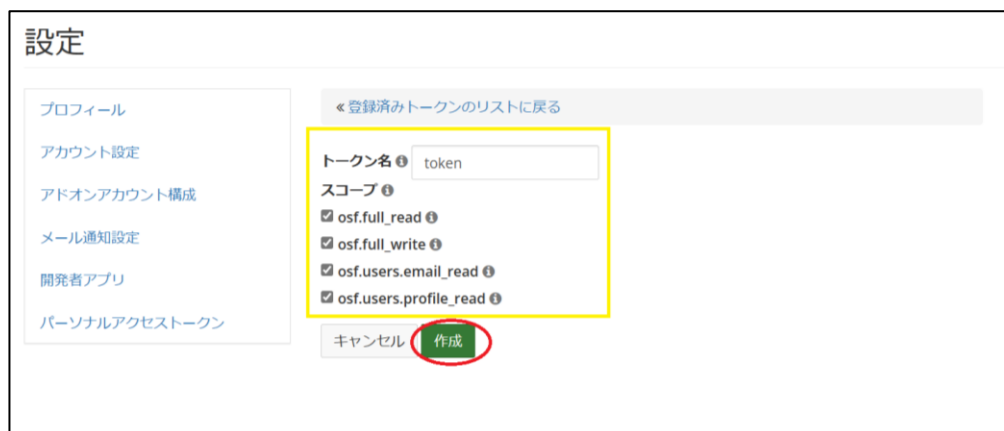 設定
プロフィール
アカウント設定
アドオンアカウント構成
メール通知設定
開発者アプリ
パーソナルアクセストークン
«登録済みトークンのリストに戻る
トークン名 token
スコープ
osf.full_read
osf.full_write
osf.users.email_read
osf.users.profile_read
キャンセル 作成